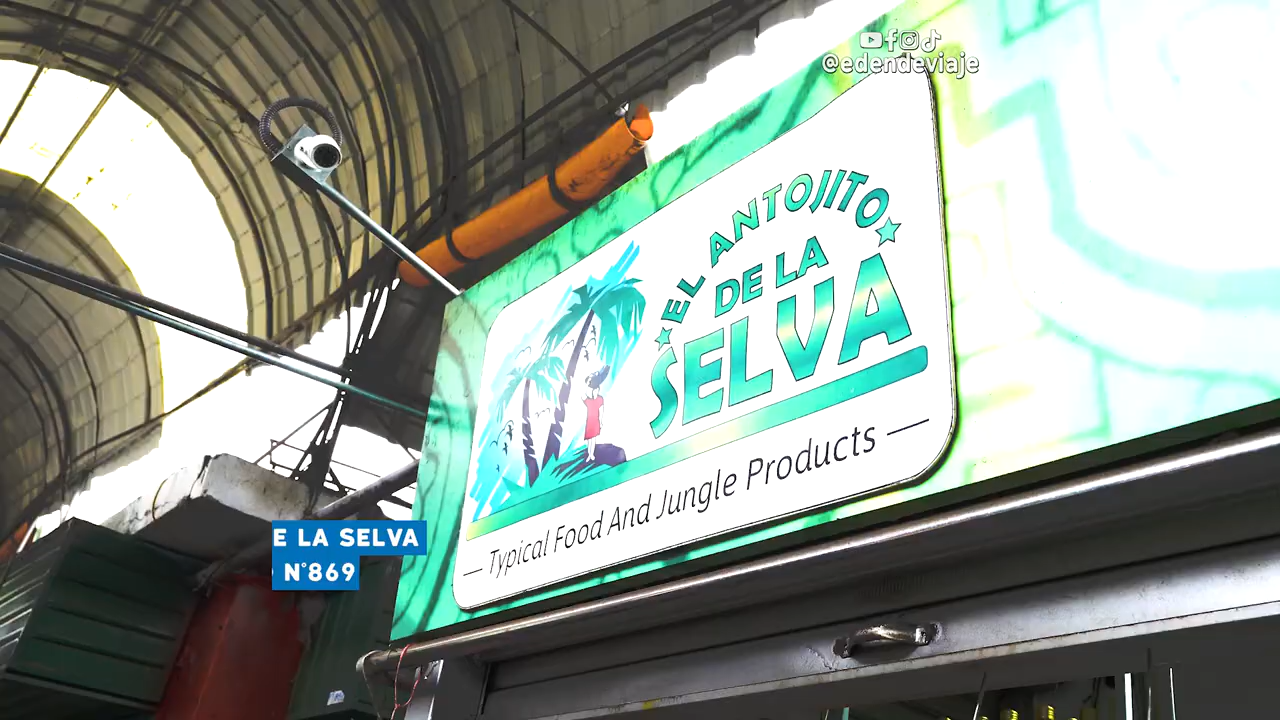 @edendeviaje
EL ANTOJITO
DE LA
SELVA
Typical Food And Jungle Products
E LA SELVA
N°869